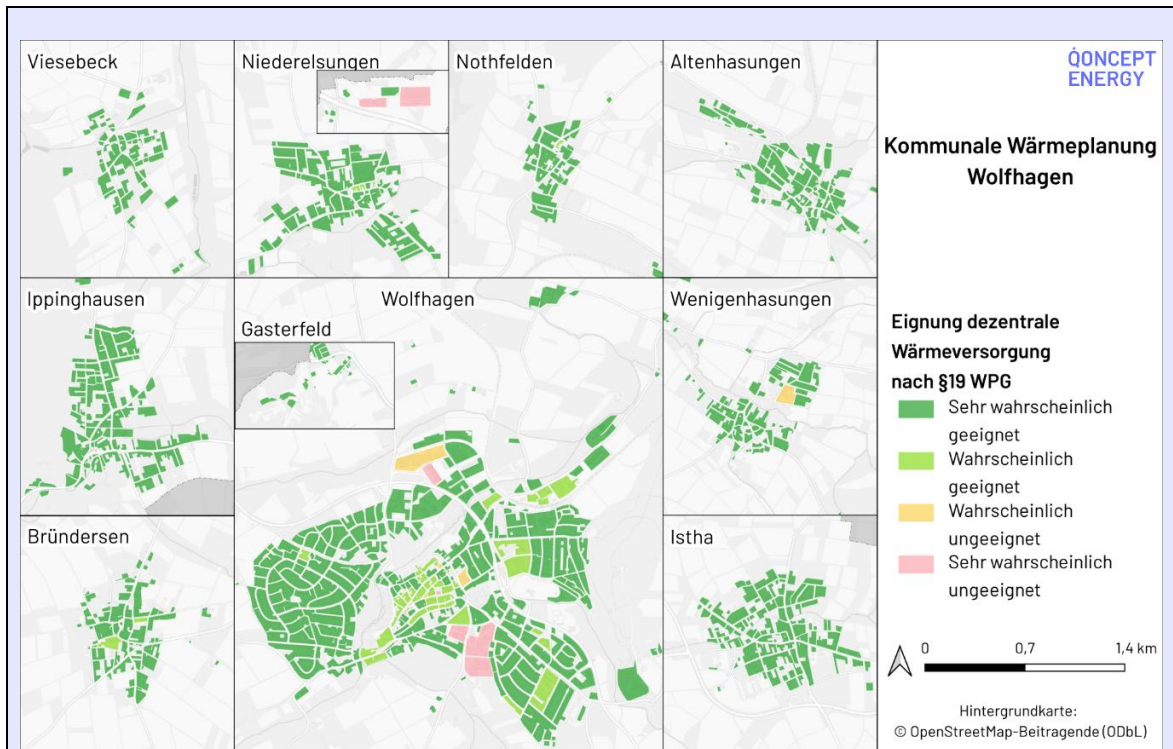 Viesebeck
Niederelsungen
Nothfelden
Altenhasungen
QONCEPT
ENERGY
Kommunale Wärmeplanung
Wolfhagen
Ippinghausen
Wolfhagen
Gasterfeld
Wenigenhasungen
Bründersen
Istha
Eignung dezentrale
Wärmeversorgung
nach §19 WPG
Sehr wahrscheinlich
geeignet
Wahrscheinlich
geeignet
Wahrscheinlich
ungeeignet
Sehr wahrscheinlich
ungeeignet
0 0,7 1,4 km
Hintergrundkarte:
© OpenStreetMap-Beitragende (ODbL)